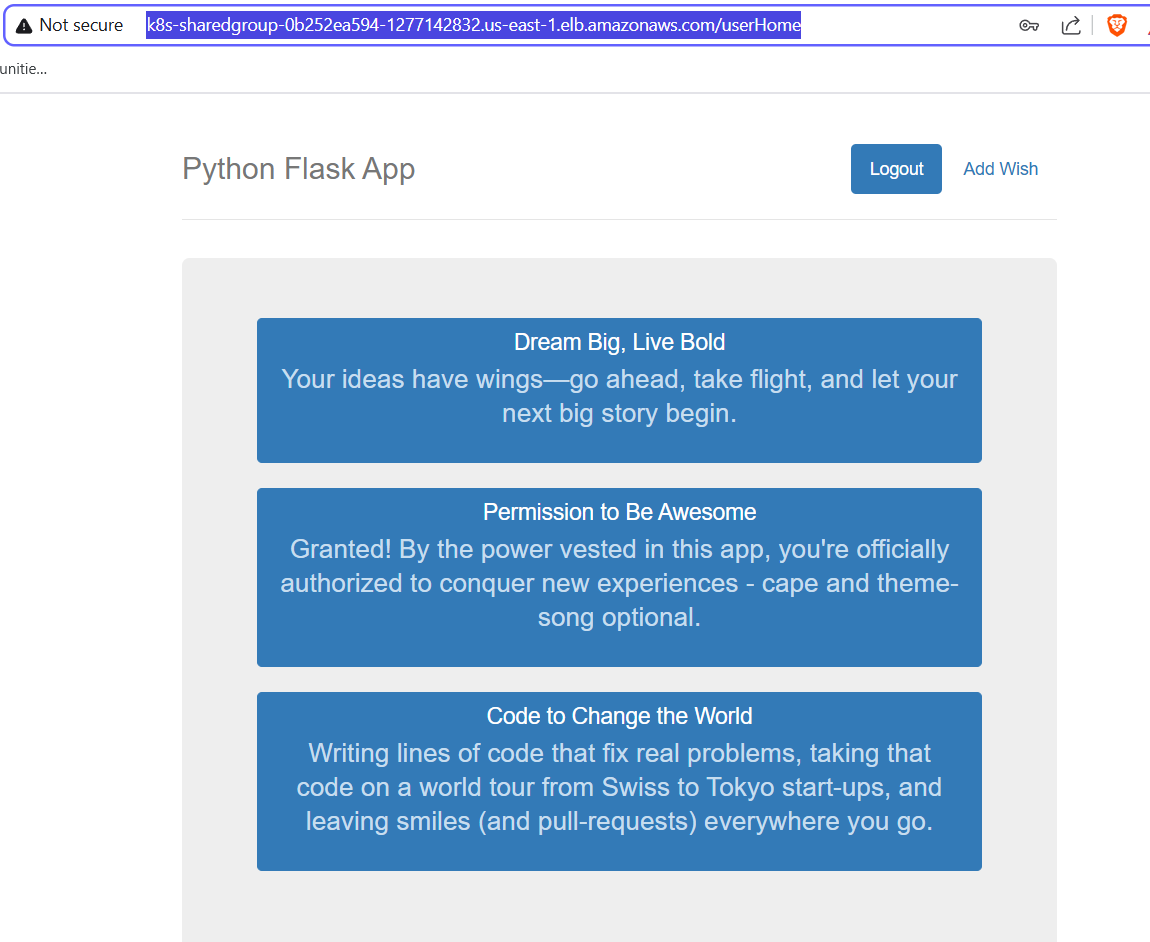 Not secure k8s-sharedgroup-0b252ea594-1277142832.us-east-1.elb.amazonaws.com/userHome
unitie...
Python Flask App
Logout Add Wish
Dream Big, Live Bold
Your ideas have wings—go ahead, take flight, and let your
next big story begin.
Permission to Be Awesome
Granted! By the power vested in this app, you're officially
authorized to conquer new experiences - cape and theme-
song optional.
Code to Change the World
Writing lines of code that fix real problems, taking that
code on a world tour from Swiss to Tokyo start-ups, and
leaving smiles (and pull-requests) everywhere you go.